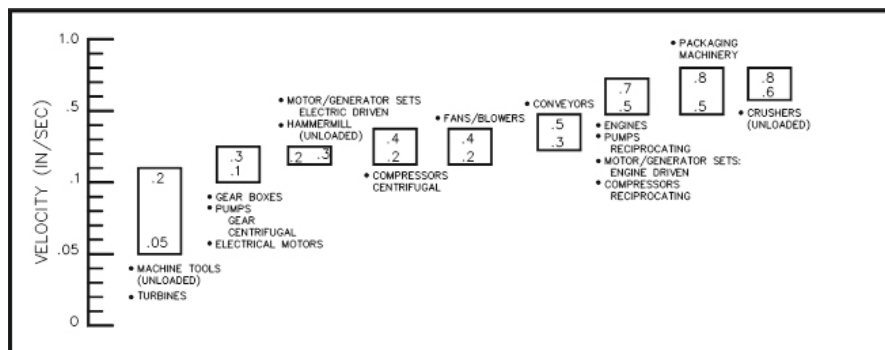 VELOCITY (IN/SEC)
1.0
.5
.1
.05
0
.2
.05
• MACHINE TOOLS
(UNLOADED)
• TURBINES
.3
.1
• GEAR BOXES
• PUMPS
GEAR
CENTRIFUGAL
• ELECTRICAL MOTORS
• MOTOR/GENERATOR SETS
ELECTRIC DRIVEN
• HAMMERMILL
(UNLOADED)
.2 .3
.4
.2
• COMPRESSORS
CENTRIFUGAL
• FANS/BLOWERS
.4
.2
• CONVEYORS
.5
.3
.7
.5
• ENGINES
• PUMPS
RECIPROCATING
• MOTOR/GENERATOR SETS:
ENGINE DRIVEN
• COMPRESSORS
RECIPROCATING
• PACKAGING
MACHINERY
.8
.5
.8
.6
• CRUSHERS
(UNLOADED)